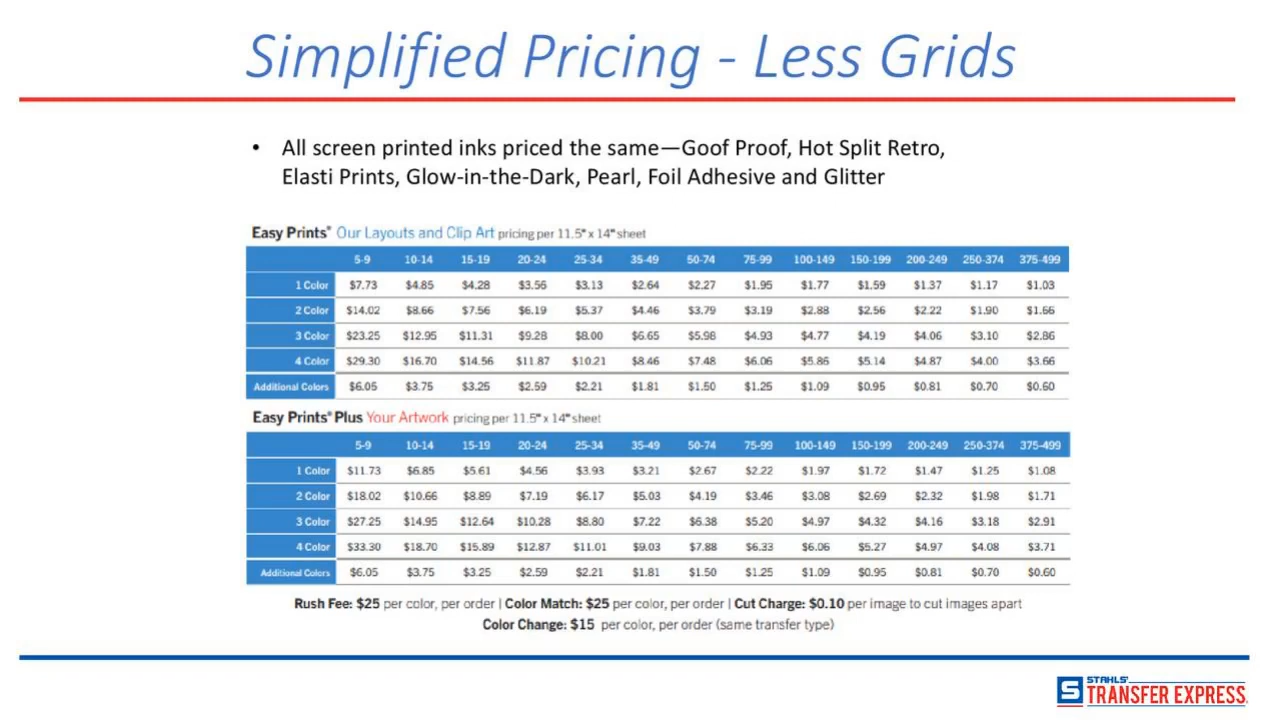 Simplified Pricing - Less Grids
• All screen printed inks priced the same—Goof Proof, Hot Split Retro,
Elasti Prints, Glow-in-the-Dark, Pearl, Foil Adhesive and Glitter
Easy Prints® Our Layouts and Clip Art pricing per 11.5" x 14" sheet
5-9 10-14 15-19 20-24 25-34 35-49 50-74 75-99 100-149 150-199 200-249 250-374 375-499
1 Color $7.73 $4.85 $4.28 $3.56 $3.13 $2.64 $2.27 $1.95 $1.77 $1.59 $1.37 $1.17 $1.03
2 Color $14.02 $8.66 $7.56 $6.19 $5.37 $4.46 $3.79 $3.19 $2.88 $2.56 $2.22 $1.90 $1.66
3 Color $23.25 $12.95 $11.31 $9.28 $8.00 $6.65 $5.98 $4.93 $4.77 $4.19 $4.06 $3.10 $2.86
4 Color $29.30 $16.70 $14.56 $11.87 $10.21 $8.46 $7.48 $6.06 $5.86 $5.14 $4.87 $4.00 $3.66
Additional Colors $6.05 $3.75 $3.25 $2.59 $2.21 $1.81 $1.50 $1.25 $1.09 $0.95 $0.81 $0.70 $0.60
Easy Prints® Plus Your Artwork pricing per 11.5" x 14" sheet
5-9 10-14 15-19 20-24 25-34 35-49 50-74 75-99 100-149 150-199 200-249 250-374 375-499
1 Color $11.73 $6.85 $5.61 $4.56 $3.93 $3.21 $2.67 $2.22 $1.97 $1.72 $1.47 $1.25 $1.08
2 Color $18.02 $10.66 $8.89 $7.19 $6.17 $5.03 $4.19 $3.46 $3.08 $2.69 $2.32 $1.98 $1.71
3 Color $27.25 $14.95 $12.64 $10.28 $8.80 $7.22 $6.38 $5.20 $4.97 $4.32 $4.16 $3.18 $2.91
4 Color $33.30 $18.70 $15.89 $12.87 $11.01 $9.03 $7.88 $6.33 $6.06 $5.27 $4.97 $4.08 $3.71
Additional Colors $6.05 $3.75 $3.25 $2.59 $2.21 $1.81 $1.50 $1.25 $1.09 $0.95 $0.81 $0.70 $0.60
Rush Fee: $25 per color, per order | Color Match: $25 per color, per order | Cut Charge: $0.10 per image to cut images apart
Color Change: $15 per color, per order (same transfer type)
STAHLS'
TRANSFER EXPRESS.